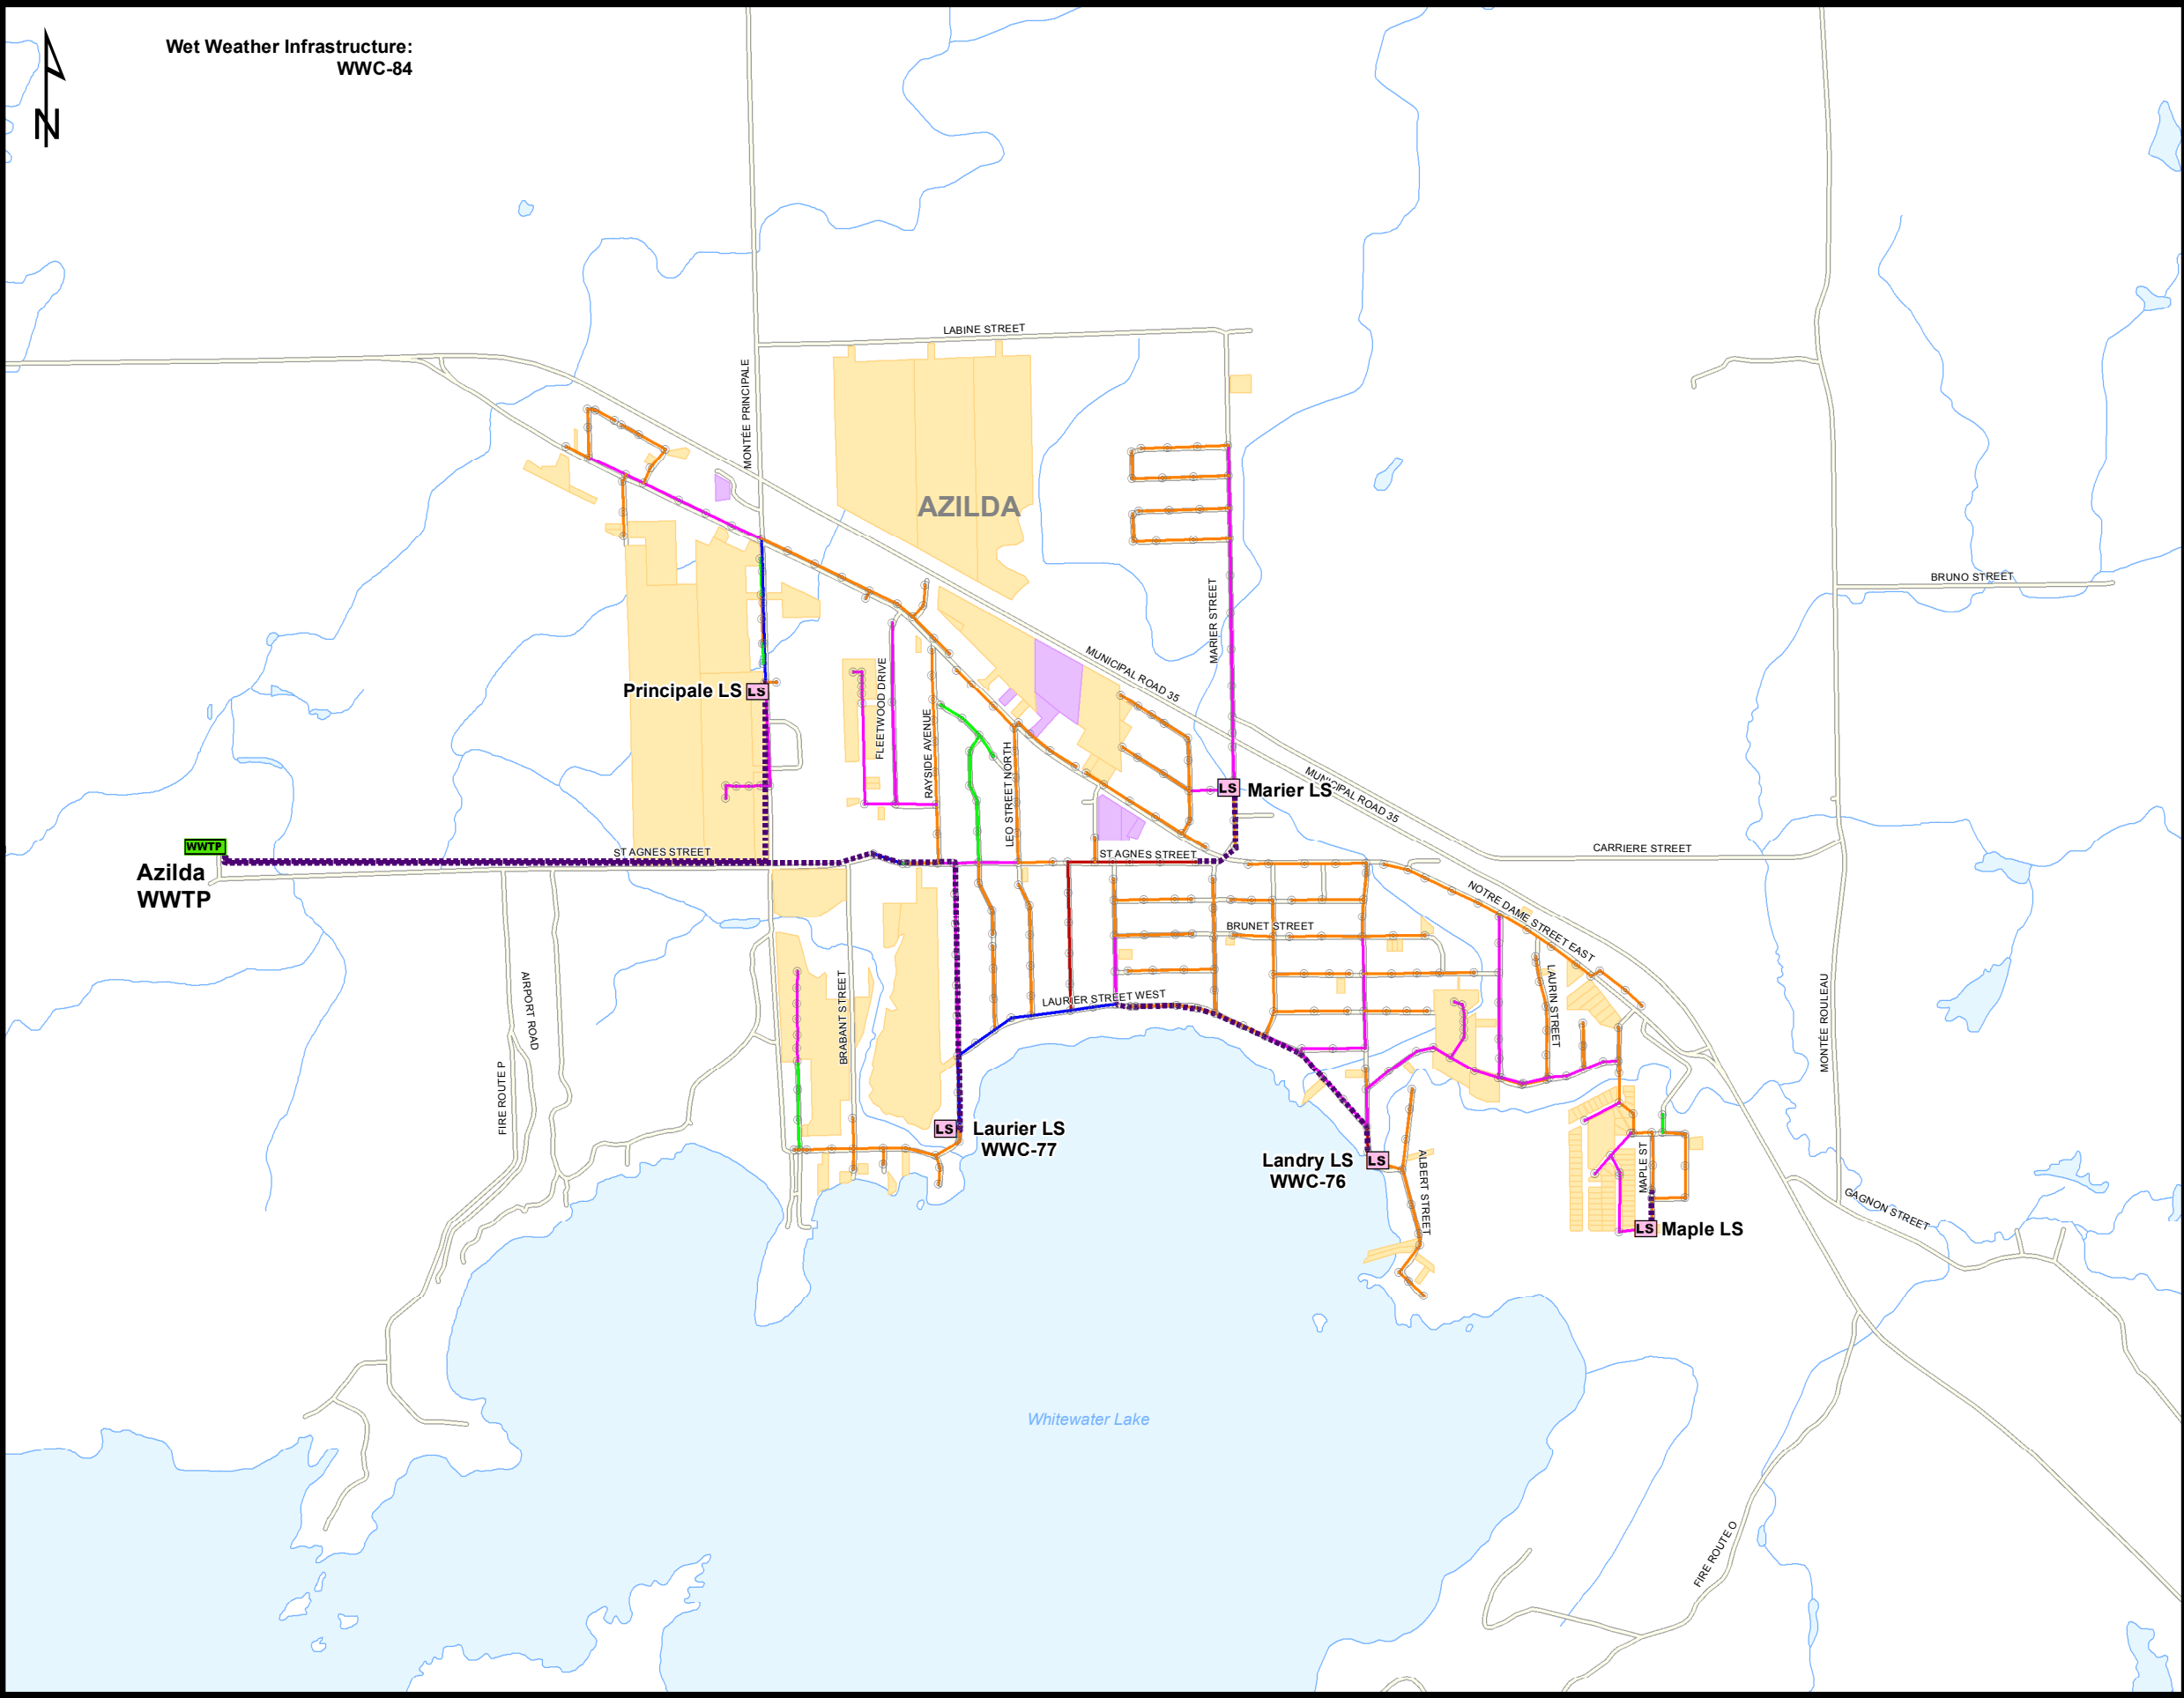 Wet Weather Infrastructure:
WWC-84
N
LABINE STREET
MONTÉE PRINCIPALE
AZILDA
BRUNO STREET
MARIER STREET
MUNICIPAL ROAD 35
Principale LS
LS
FLEETWOOD DRIVE
RAYSIDE AVENUE
LEO STREET NORTH
LS
Marier LS
MUNICIPAL ROAD 35
WWTP
Azilda
WWTP
ST AGNES STREET
ST AGNES STREET
CARRIERE STREET
NOTRE DAME STREET EAST
BRUNET STREET
AIRPORT ROAD
BRABANT STREET
LAURIER STREET WEST
LAURIN STREET
MONTÉE ROULEAU
FIRE ROUTE P
LS
Laurier LS
WWC-77
Landry LS
WWC-76
LS
ALBERT STREET
MAPLE ST
GAGNON STREET
LS
Maple LS
Whitewater Lake
FIRE ROUTE O